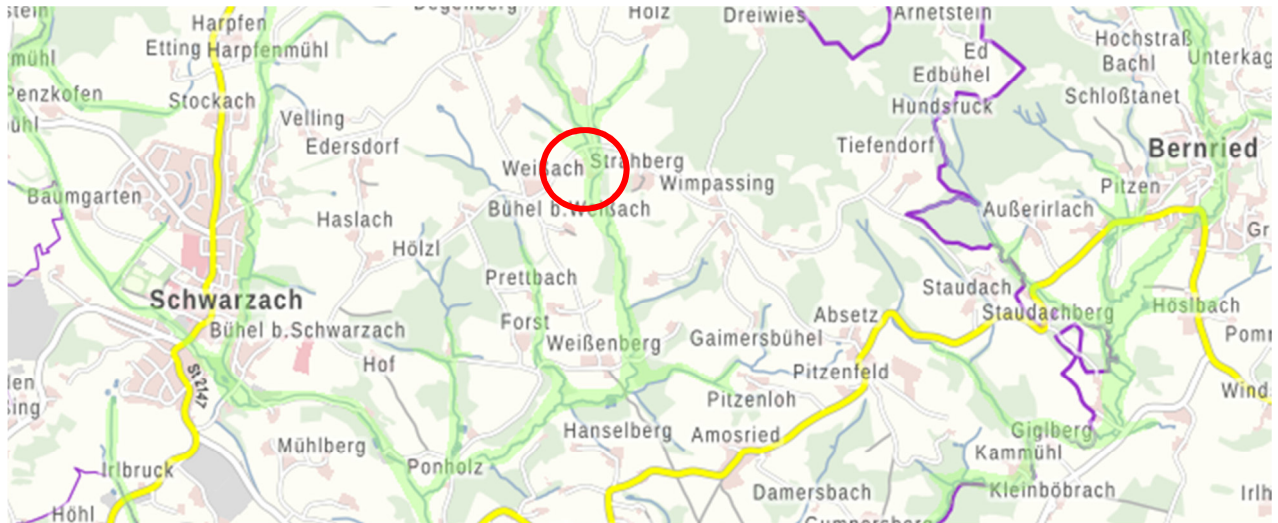 Harpfen
Holz
Dreiwies
Arnetstein
Etting
Harpfenmühl
Ed
Hochstraß
Bachl
Edbühel
Penzkofen
Stockach
Velling
Hundsruck
Schloßtanet
Edersdorf
Tiefendorf
Bernried
Weißach
Strahberg
Wimpassing
Pitzen
Baumgarten
Haslach
Bühel b.Weißach
Außerirlach
Hölzl
Prettbach
Staudach
Schwarzach
Absetz
Staudachberg
Höslbach
Bühel b.Schwarzach
Forst
Weißenberg
Gaimersbühel
Hof
Pitzenfeld
St 2147
Pitzenloh
Hanselberg
Amosried
Giglberg
Mühlberg
Kammühl
Irlbruck
Ponholz
Damersbach
Kleinböbrach
Höhl